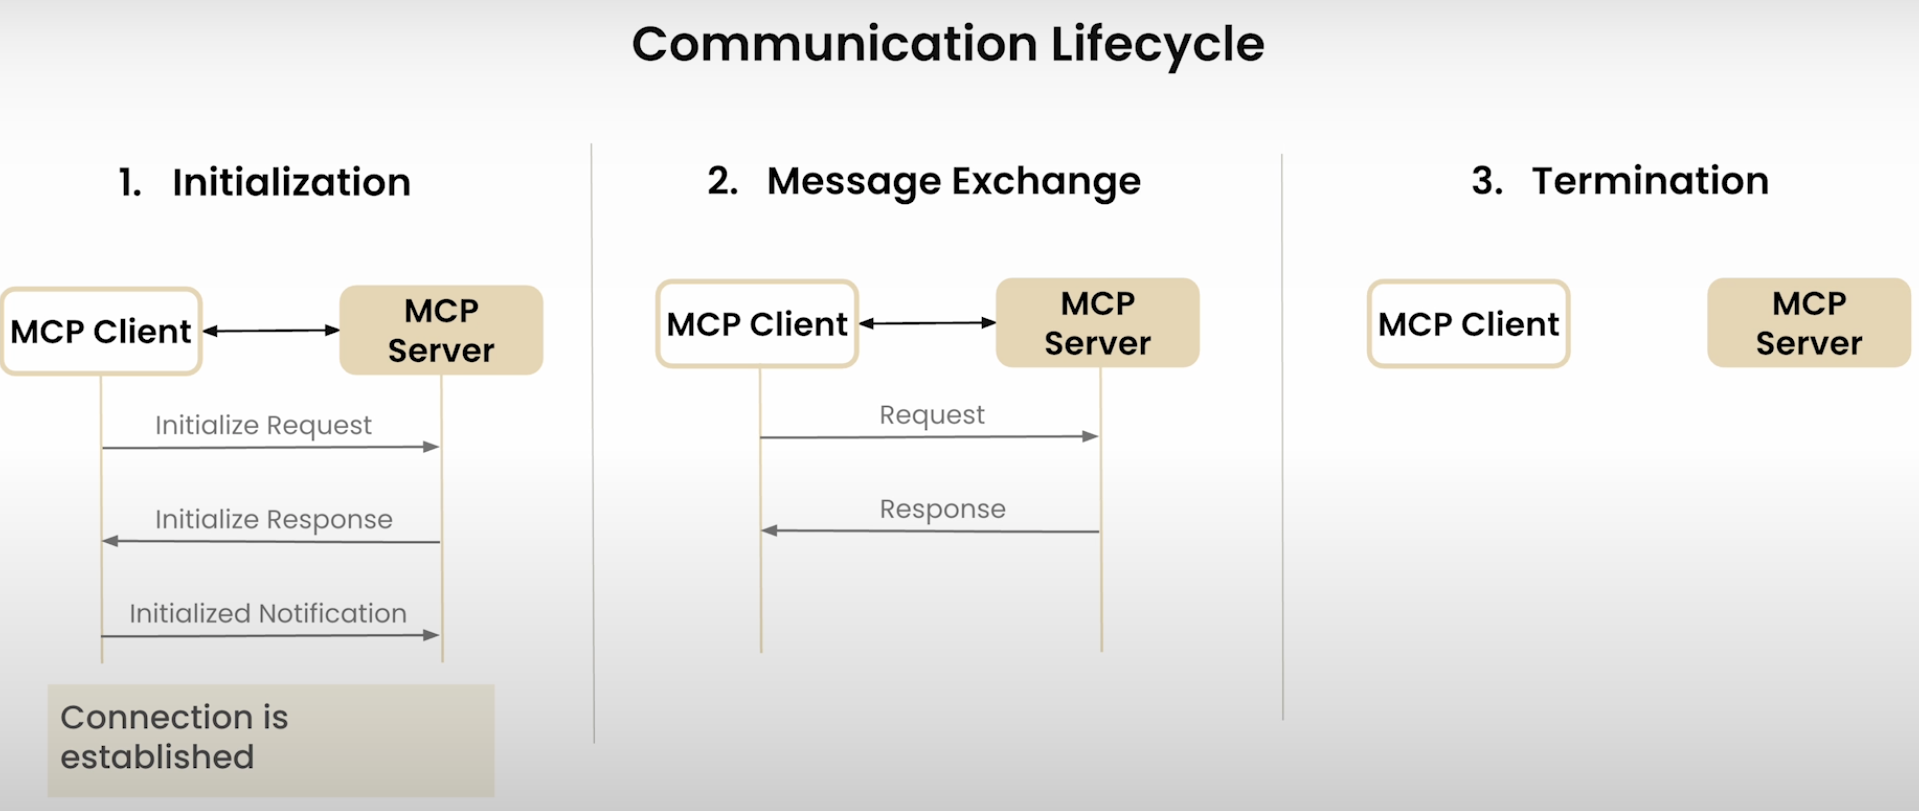 Communication Lifecycle
1. Initialization
MCP Client
MCP
Server
Initialize Request
Initialize Response
Initialized Notification
Connection is
established
2. Message Exchange
MCP Client
MCP
Server
Request
Response
3. Termination
MCP Client
MCP
Server